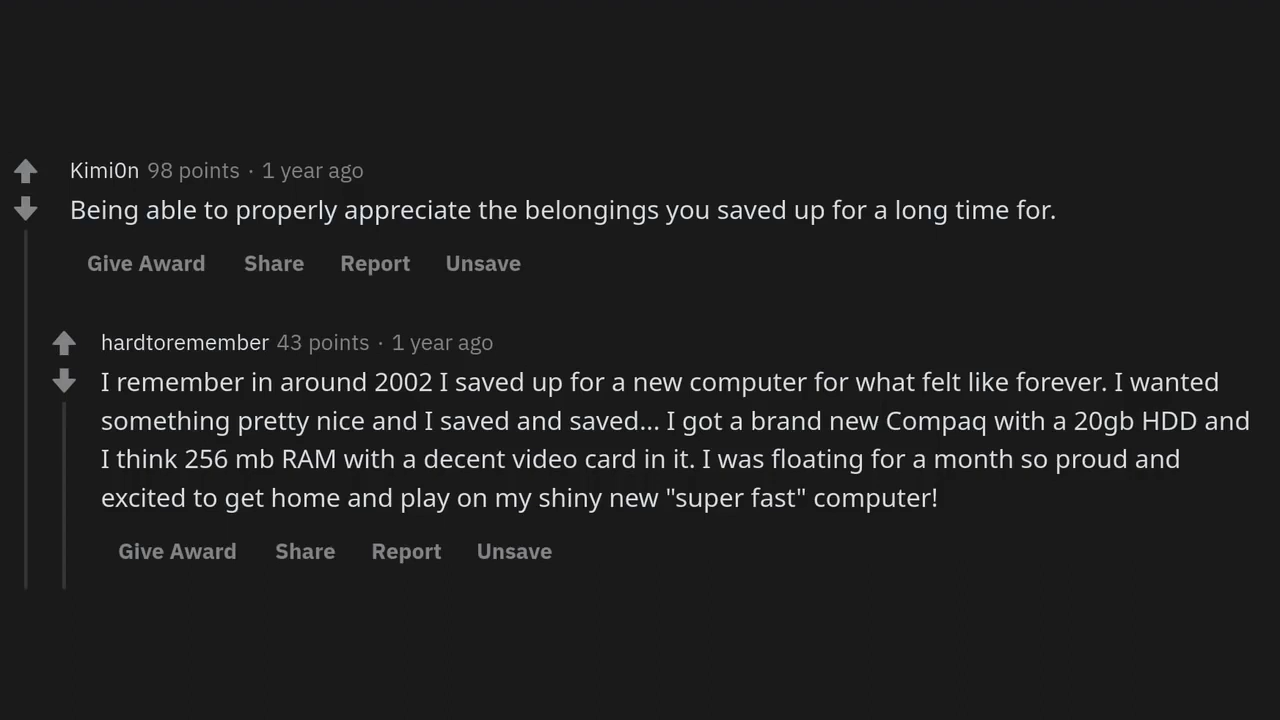 Kimi0n 98 points · 1 year ago
Being able to properly appreciate the belongings you saved up for a long time for.
Give Award Share Report Unsave
hardtoremember 43 points · 1 year ago
I remember in around 2002 I saved up for a new computer for what felt like forever. I wanted
something pretty nice and I saved and saved... I got a brand new Compaq with a 20gb HDD and
I think 256 mb RAM with a decent video card in it. I was floating for a month so proud and
excited to get home and play on my shiny new "super fast" computer!
Give Award Share Report Unsave